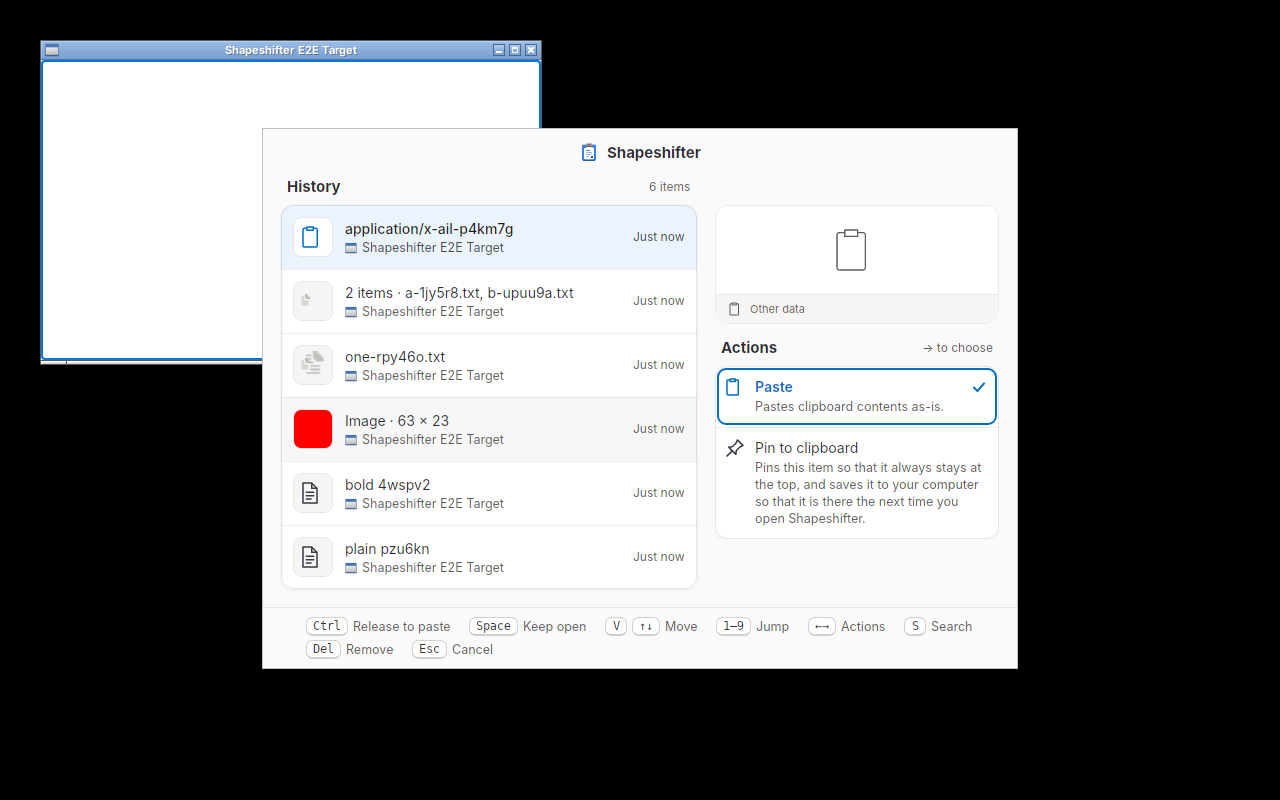 Shapeshifter E2E Target
Shapeshifter
History
6 items
application/x-ail-p4km7g
Shapeshifter E2E Target
Just now
2 items · a-1jy5r8.txt, b-upuu9a.txt
Shapeshifter E2E Target
Just now
one-rpy46o.txt
Shapeshifter E2E Target
Just now
Image · 63 × 23
Shapeshifter E2E Target
Just now
bold 4wspv2
Shapeshifter E2E Target
Just now
plain pzu6kn
Shapeshifter E2E Target
Just now
Other data
Actions
→ to choose
Paste
Pastes clipboard contents as-is.
Pin to clipboard
Pins this item so that it always stays at
the top, and saves it to your computer
so that it is there the next time you
open Shapeshifter.
Ctrl Release to paste Space Keep open V ↑↓ Move 1–9 Jump ←→ Actions S Search
Del Remove Esc Cancel